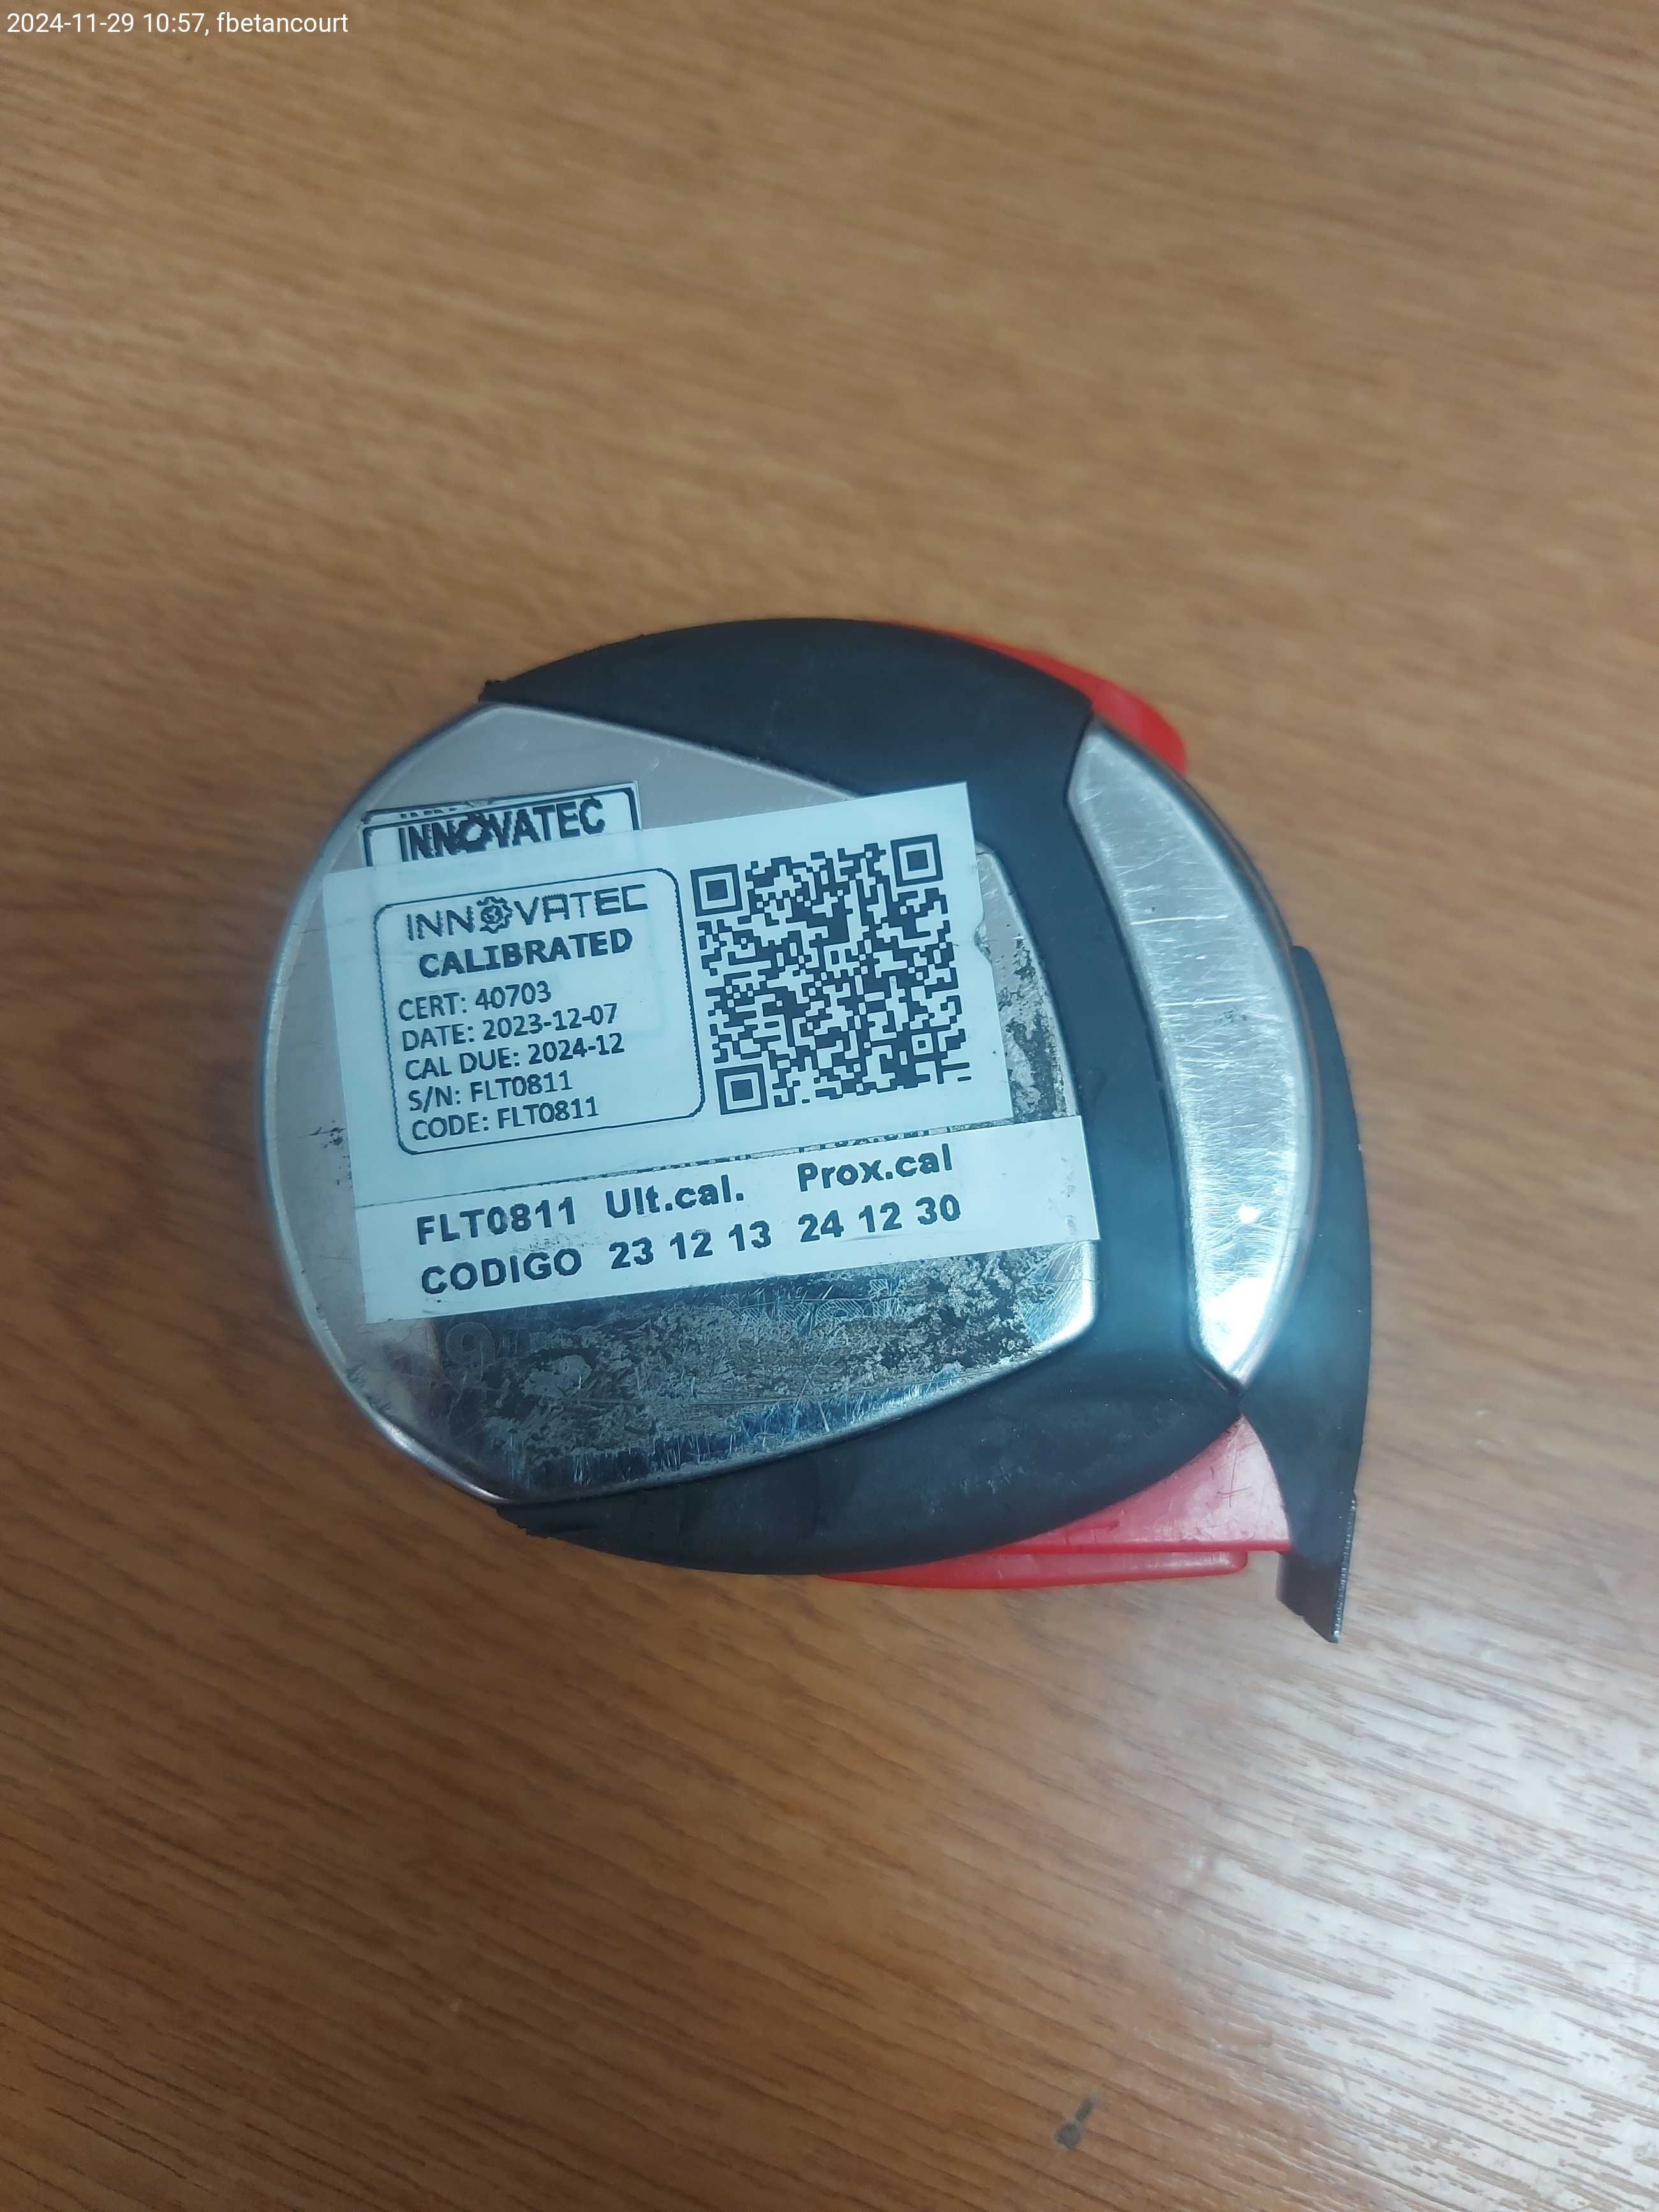 2024-11-29 10:57, fbetancourt
INNOVATEC
INNOVATEC
CALIBRATED
CERT: 40703
DATE: 2023-12-07
CAL DUE: 2024-12
S/N: FLT0811
CODE: FLT0811
FLT0811 Ult.cal. Prox.cal
CODIGO 23 12 13 24 12 30